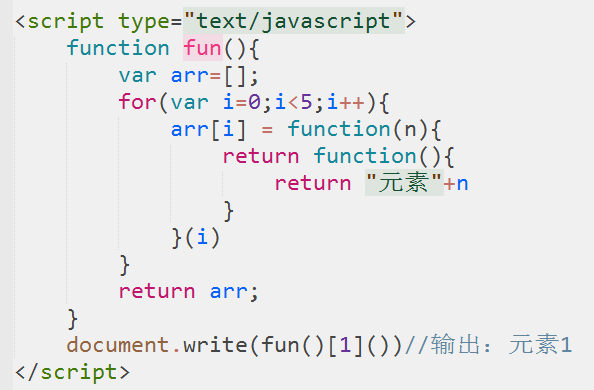 <script type="text/javascript">
    function fun(){
        var arr=[];
        for(var i=0;i<5;i++){
            arr[i] = function(n){
                return function(){
                    return "元素"+n
                }
            }(i)
        }
        return arr;
    }
    document.write(fun()[1]())//输出：元素1
</script>